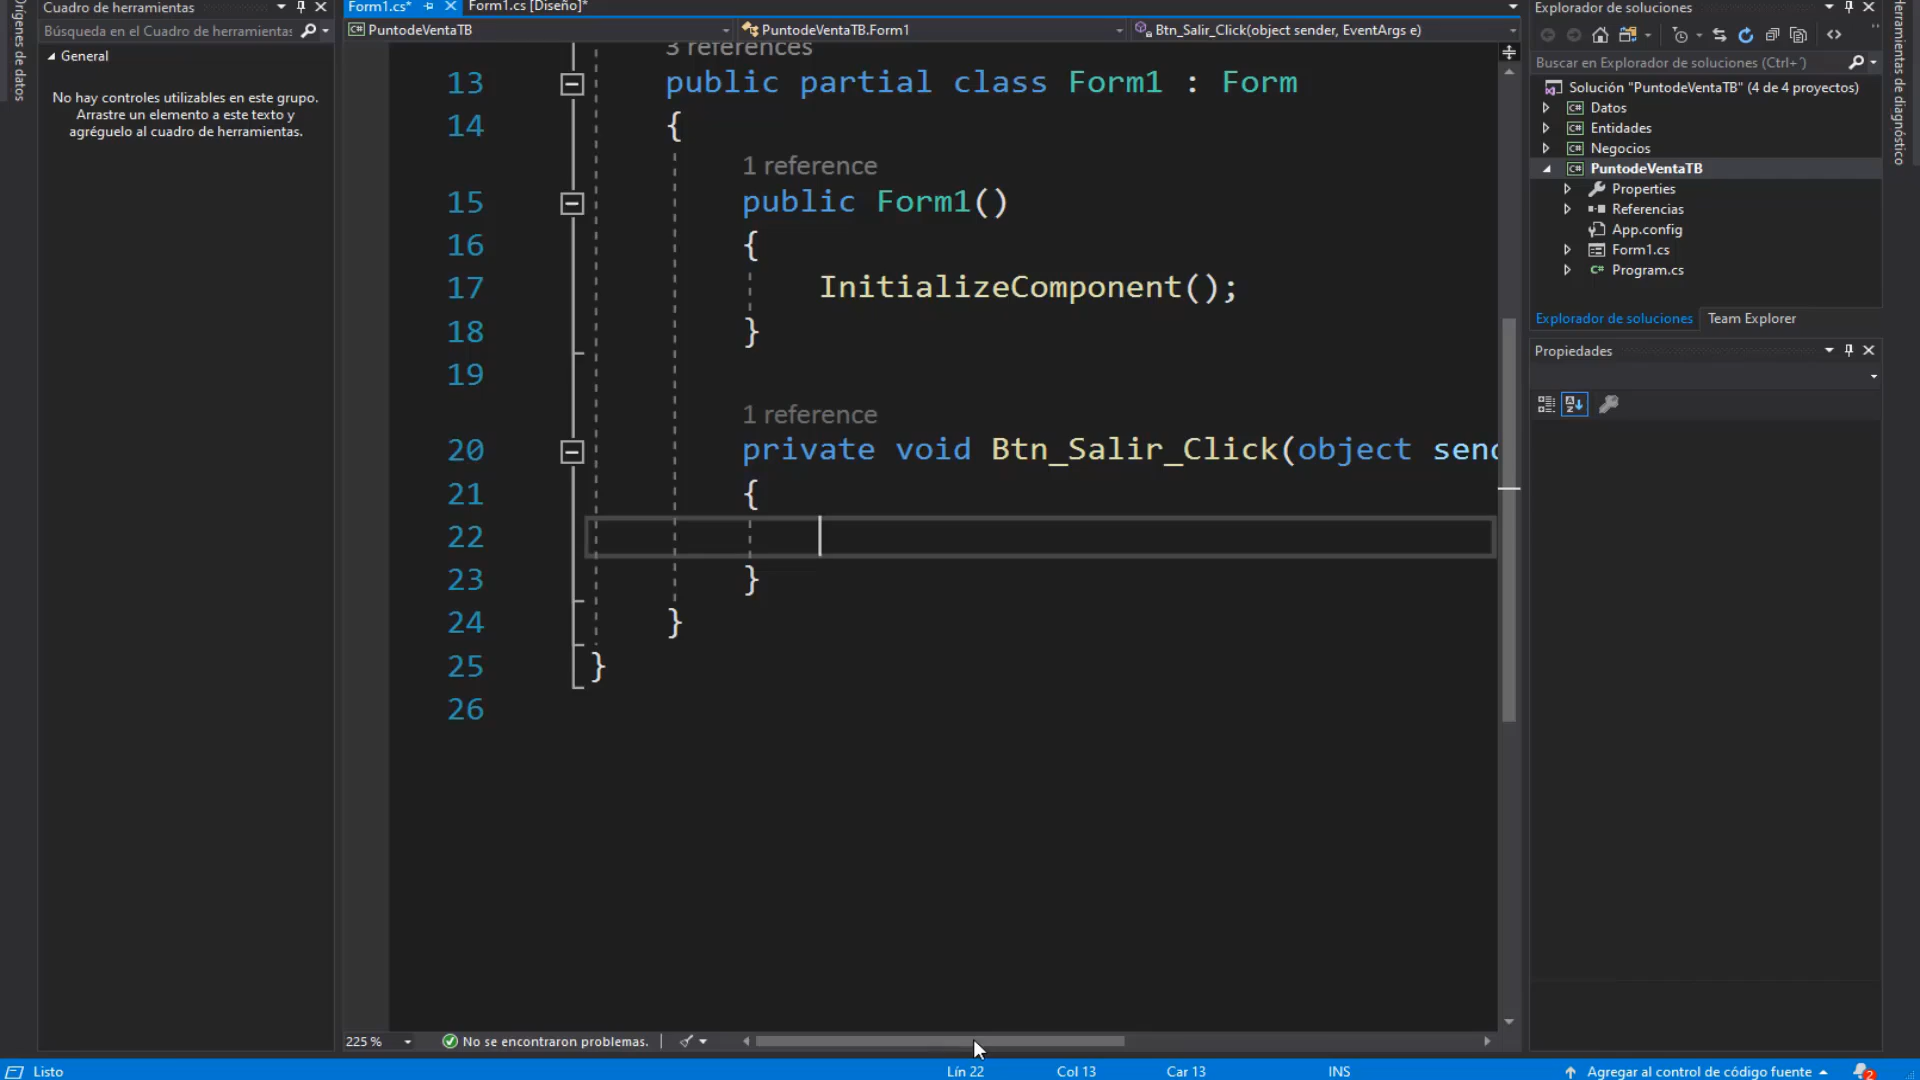 Cuadro de herramientas
Búsqueda en el Cuadro de herramientas
General
No hay controles utilizables en este grupo.
Arrastre un elemento a este texto y
agréguelo al cuadro de herramientas.
Orígenes de datos
Form1.cs*
Form1.cs [Diseño]*
PuntodeVentaTB
PuntodeVentaTB.Form1
Btn_Salir_Click(object sender, EventArgs e)
3 references
13 public partial class Form1 : Form
14 {
1 reference
15 public Form1()
16 {
17 InitializeComponent();
18 }
19
1 reference
20 private void Btn_Salir_Click(object send
21 {
22
23 }
24 }
25 }
26
225 %
No se encontraron problemas.
Explorador de soluciones
Buscar en Explorador de soluciones (Ctrl+´)
Solución "PuntodeVentaTB" (4 de 4 proyectos)
C# Datos
C# Entidades
C# Negocios
C# PuntodeVentaTB
Properties
Referencias
App.config
Form1.cs
C# Program.cs
Explorador de soluciones
Team Explorer
Propiedades
Herramientas de diagnóstico
Listo
Lín 22
Col 13
Car 13
INS
Agregar al control de código fuente
2